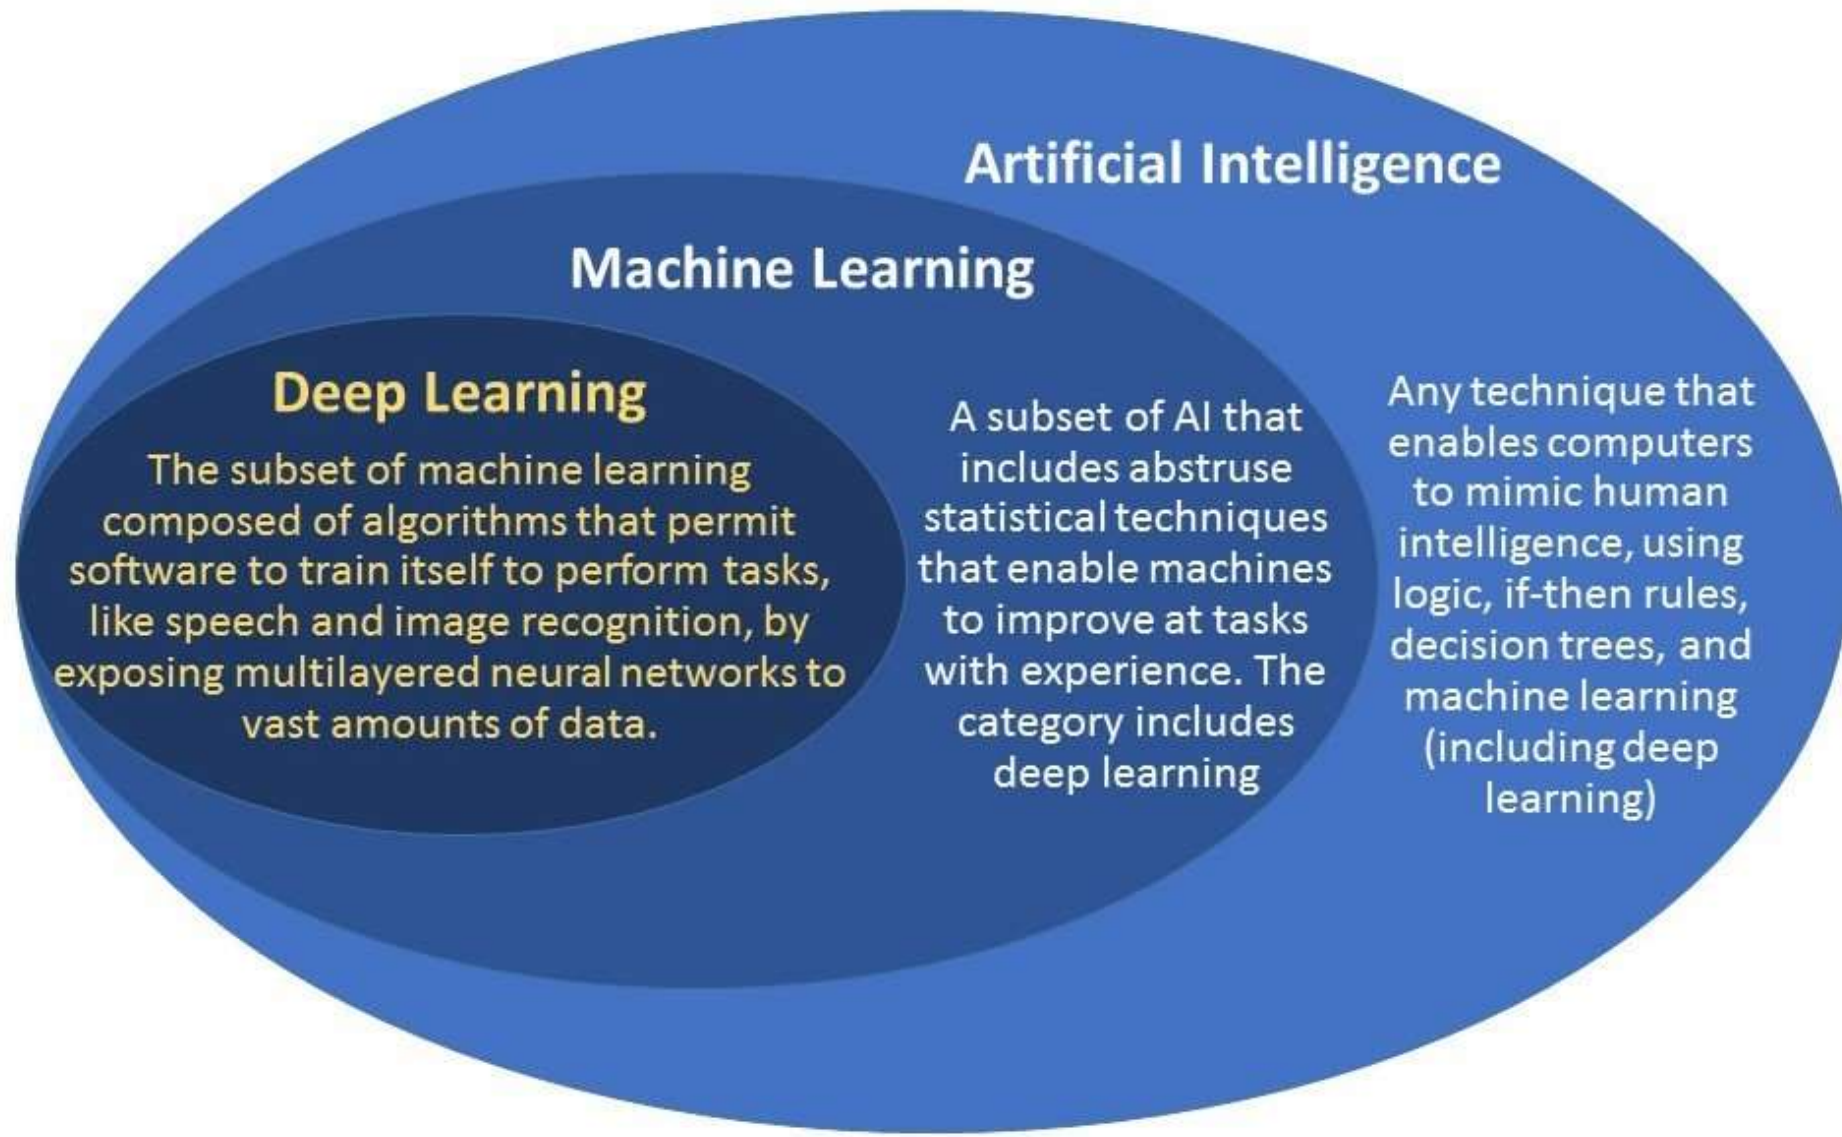 Artificial Intelligence
Machine Learning
Deep Learning
The subset of machine learning
composed of algorithms that permit
software to train itself to perform tasks,
like speech and image recognition, by
exposing multilayered neural networks to
vast amounts of data.
A subset of AI that
includes abstruse
statistical techniques
that enable machines
to improve at tasks
with experience. The
category includes
deep learning
Any technique that
enables computers
to mimic human
intelligence, using
logic, if-then rules,
decision trees, and
machine learning
(including deep
learning)